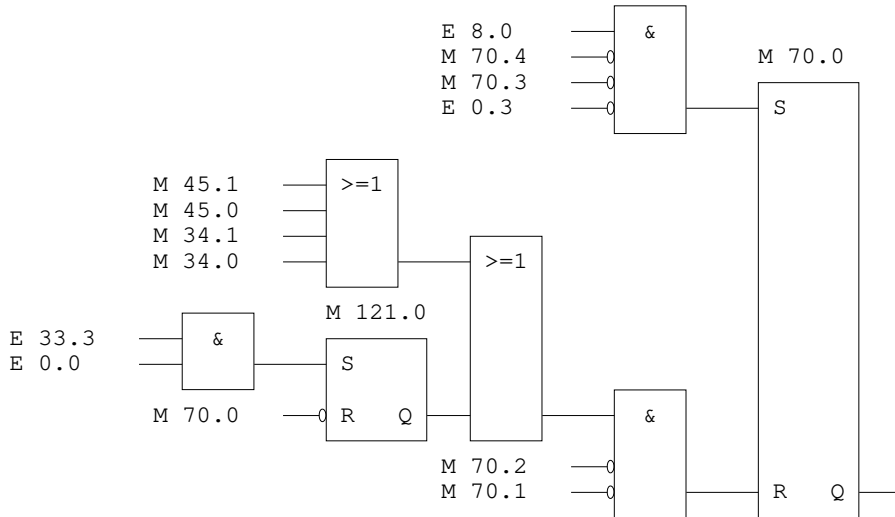 E 8.0 &
M 70.4 M 70.0
M 70.3
E 0.3 S
M 45.1 >=1
M 45.0
M 34.1
M 34.0 >=1
M 121.0
E 33.3 &
E 0.0 S
M 70.0 R Q &
M 70.2
M 70.1 R Q